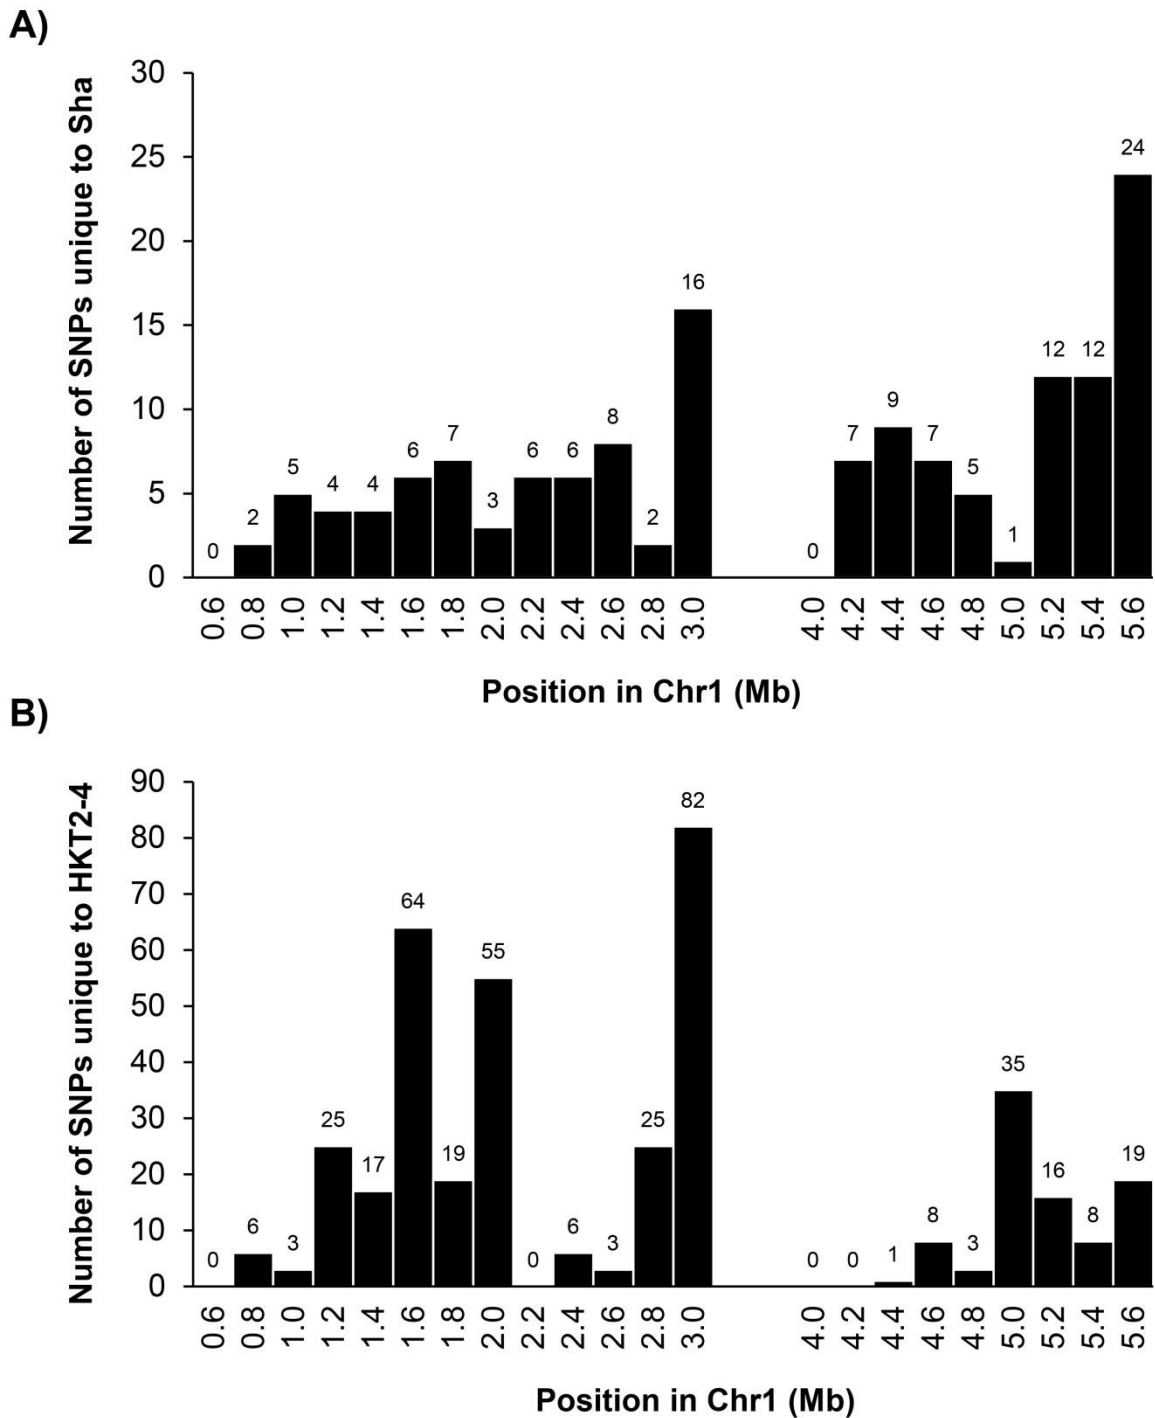 A)
Number of SNPs unique to Sha
30
25
20
15
10
5
0
0 2 5 4 4 6 7 3 6 6 8 2 16 0 7 9 7 5 1 12 12 24
0.6 0.8 1.0 1.2 1.4 1.6 1.8 2.0 2.2 2.4 2.6 2.8 3.0 4.0 4.2 4.4 4.6 4.8 5.0 5.2 5.4 5.6
Position in Chr1 (Mb)
B)
Number of SNPs unique to HKT2-4
90
80
70
60
50
40
30
20
10
0
0 6 3 25 17 64 19 55 0 6 3 25 82 0 0 1 8 3 35 16 8 19
0.6 0.8 1.0 1.2 1.4 1.6 1.8 2.0 2.2 2.4 2.6 2.8 3.0 4.0 4.2 4.4 4.6 4.8 5.0 5.2 5.4 5.6
Position in Chr1 (Mb)